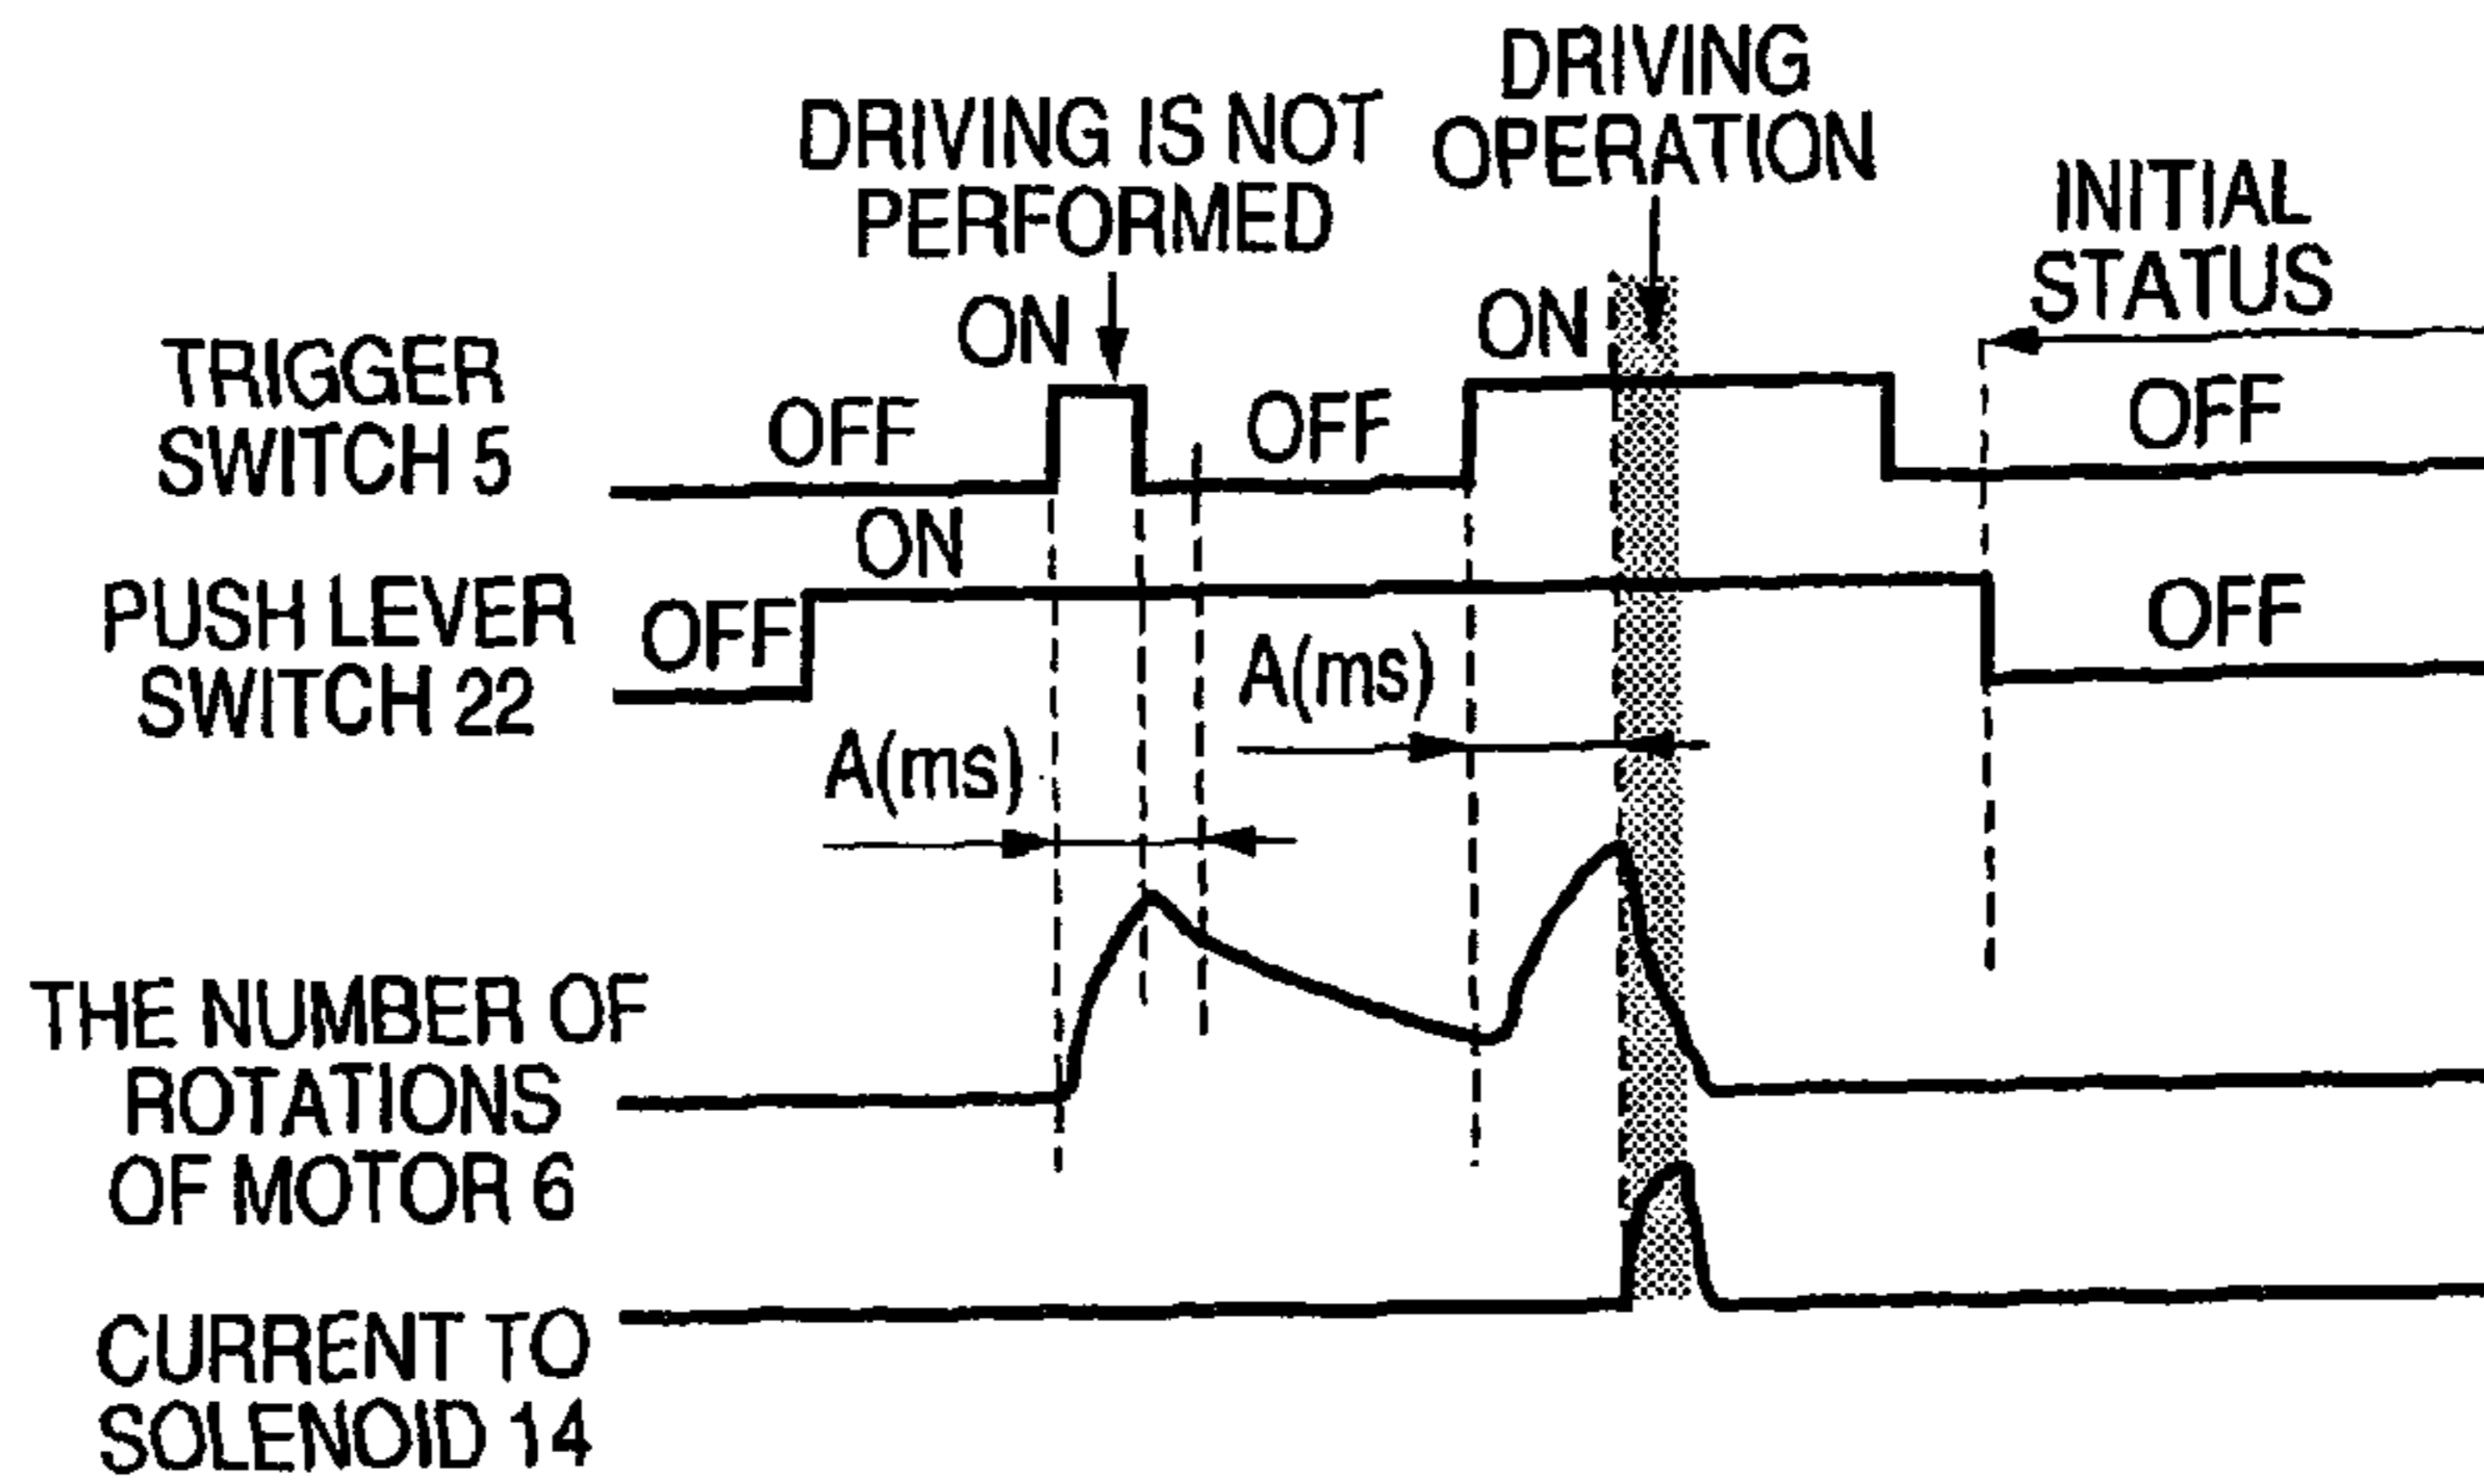 DRIVING IS NOT
PERFORMED
DRIVING
OPERATION
INITIAL
STATUS
TRIGGER
SWITCH 5
OFF
ON
OFF
ON
OFF
PUSH LEVER
SWITCH 22
OFF
ON
OFF
A(ms)
A(ms)
THE NUMBER OF
ROTATIONS
OF MOTOR 6
CURRENT TO
SOLENOID 14